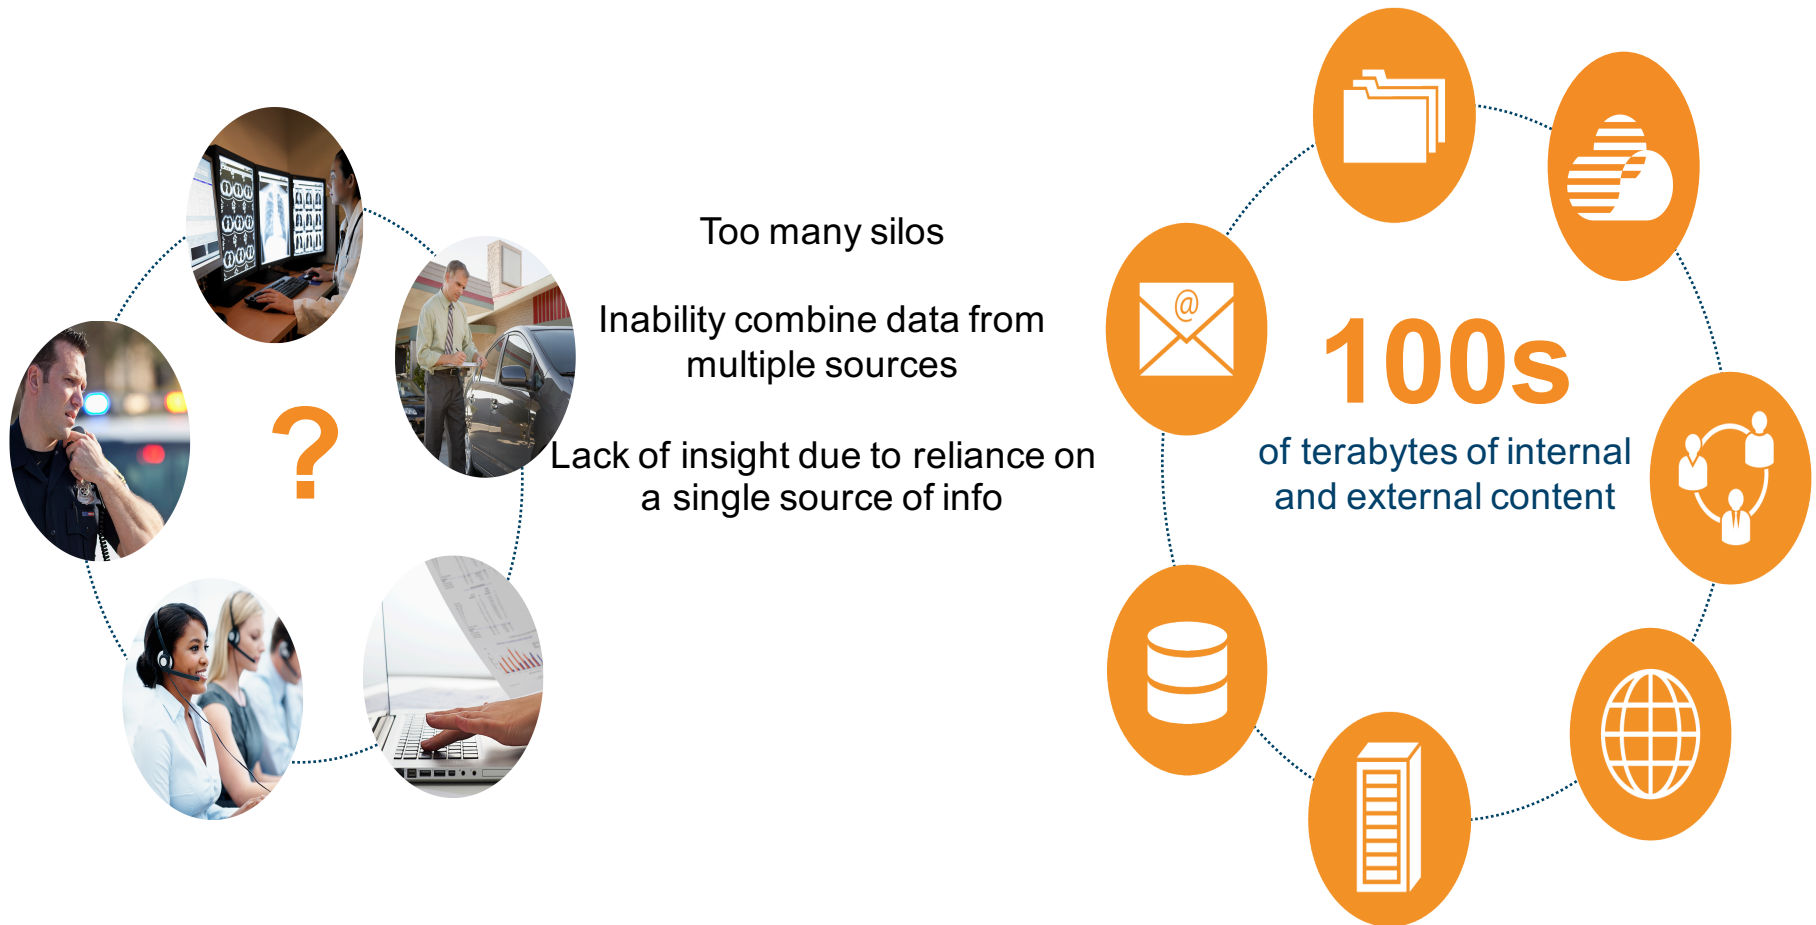 ?
Too many silos
Inability combine data from
multiple sources
Lack of insight due to reliance on
a single source of info
@
100s
of terabytes of internal
and external content